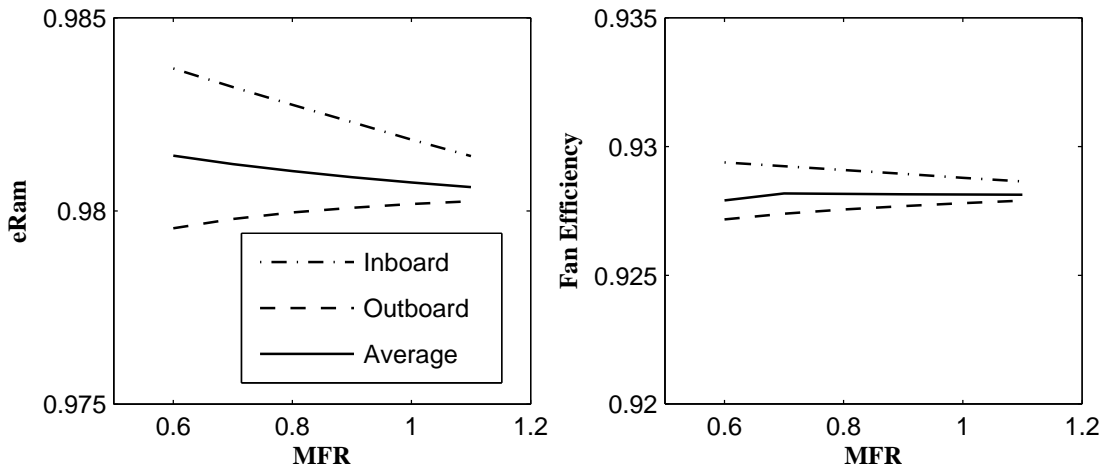 0.985
0.98
0.975
eRam
0.6 0.8 1 1.2
MFR
Inboard
Outboard
Average
0.935
0.93
0.925
0.92
Fan Efficiency
0.6 0.8 1 1.2
MFR